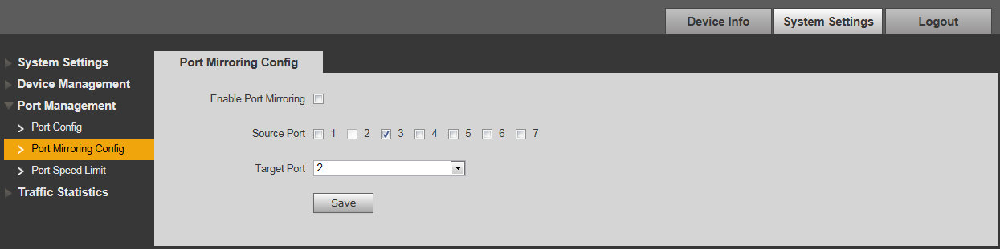 Device Info System Settings Logout
System Settings
Device Management
Port Management
Port Config
Port Mirroring Config
Port Speed Limit
Traffic Statistics
Port Mirroring Config
Enable Port Mirroring
Source Port 1 2 3 4 5 6 7
Target Port 2
Save